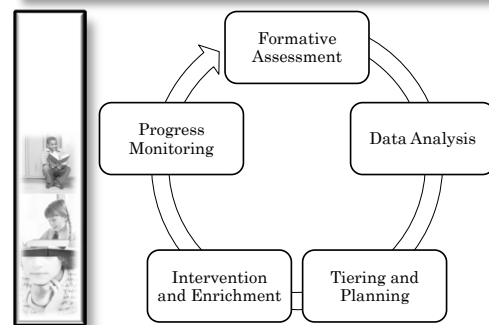 Formative
Assessment
Data Analysis
Tiering and
Planning
Intervention
and Enrichment
Progress
Monitoring